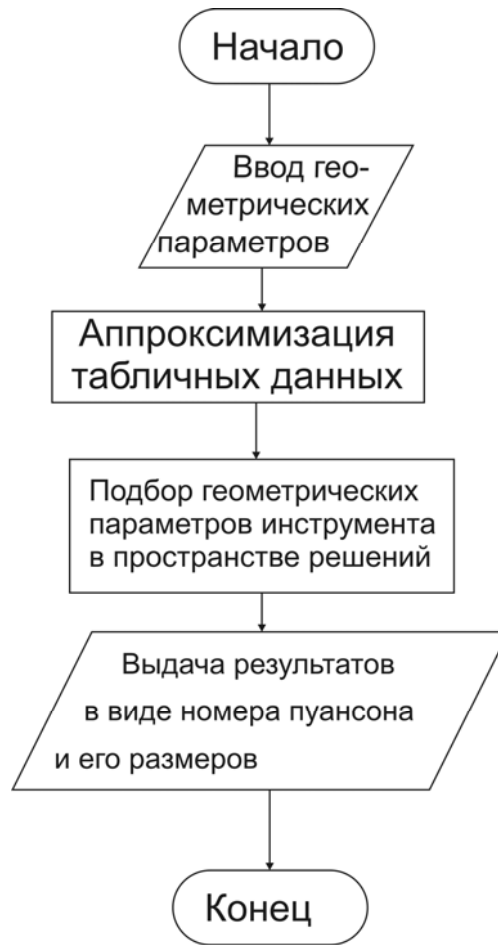 Начало
Ввод гео-
метрических
параметров
Аппроксимизация
табличных данных
Подбор геометрических
параметров инструмента
в пространстве решений
Выдача результатов
в виде номера пуансона
и его размеров
Конец